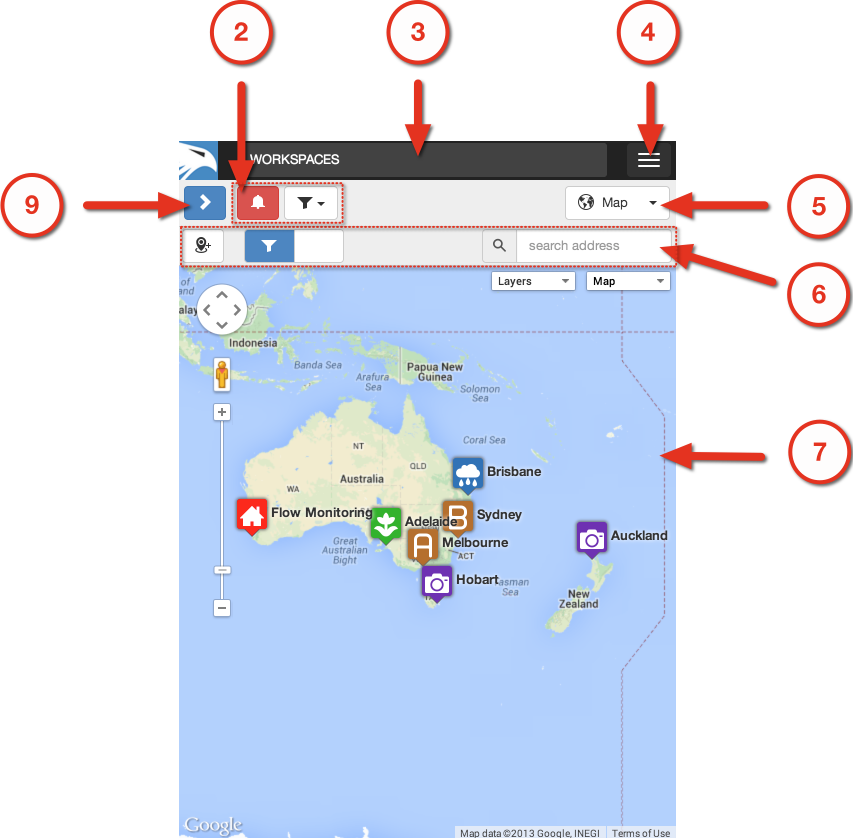 2
3
4
WORKSPACES
9
Map
5
search address
6
Layers
Map
of
alay
Indonesia
Banda Sea
Papua New
Guinea
Arafura
Sea
Solomon
Sea
Coral Sea
NT
QLD
Brisbane
7
Australia
WA
Flow Monitoring
Adelaide
B
Sydney
Auckland
Great
Australian
Bight
A
Melbourne
ACT
Hobart
asman
Sea
New
Zealand
Google
Map data ©2013 Google, INEGI
Terms of Use